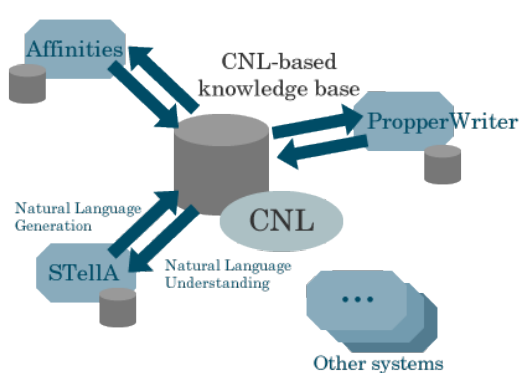 Affinities
CNL-based
knowledge base
PropperWriter
CNL
Natural Language
Generation
STellA
Natural Language
Understanding
...
Other systems